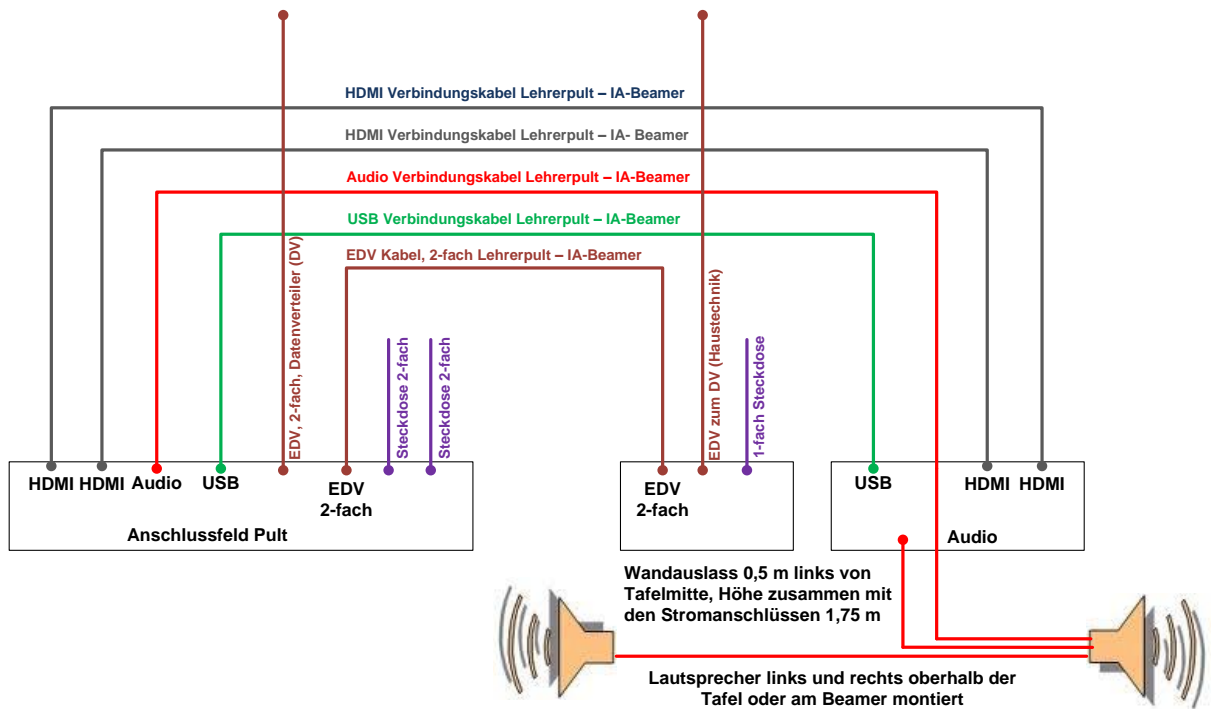 HDMI Verbindungskabel Lehrerpult – IA-Beamer
HDMI Verbindungskabel Lehrerpult – IA- Beamer
Audio Verbindungskabel Lehrerpult – IA-Beamer
USB Verbindungskabel Lehrerpult – IA-Beamer
EDV Kabel, 2-fach Lehrerpult – IA-Beamer
EDV, 2-fach, Datenverteiler (DV)
Steckdose 2-fach
Steckdose 2-fach
EDV zum DV (Haustechnik)
1-fach Steckdose
HDMI HDMI Audio USB
EDV
2-fach
Anschlussfeld Pult
EDV
2-fach
USB HDMI HDMI
Audio
Wandauslass 0,5 m links von
Tafelmitte, Höhe zusammen mit
den Stromanschlüssen 1,75 m
Lautsprecher links und rechts oberhalb der
Tafel oder am Beamer montiert